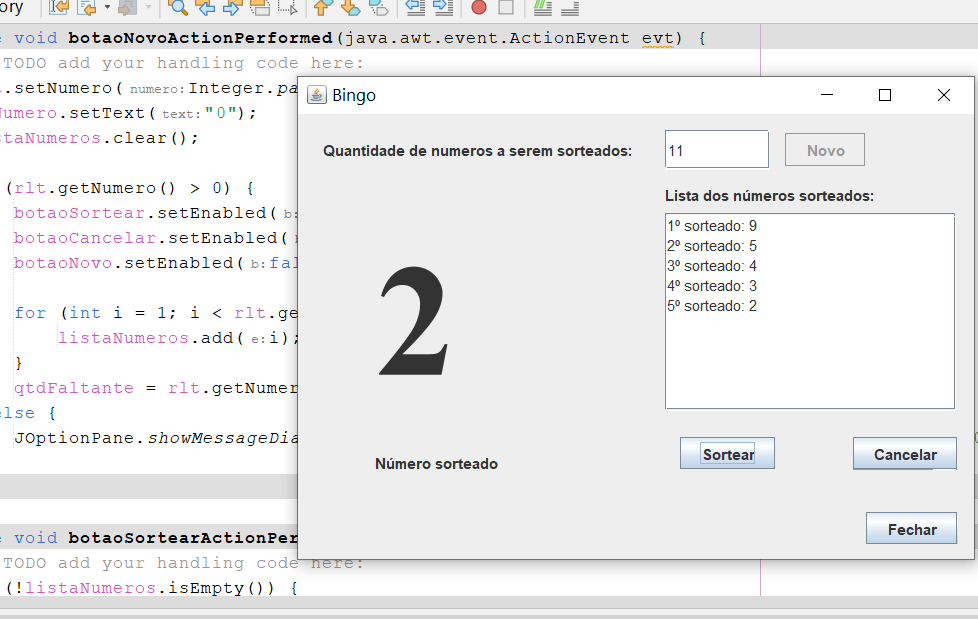 ory
void botaoNovoActionPerformed(java.awt.event.ActionEvent evt) {
TODO add your handling code here:
.setNumero( numero: Integer.pa
umero.setText( text: "0");
taNumeros.clear();
(rlt.getNumero() > 0) {
botaoSortear.setEnabled( b:
botaoCancelar.setEnabled(
botaoNovo.setEnabled( b: fal
for (int i = 1; i < rlt.ge
listaNumeros.add( e: i);
}
qtdFaltante = rlt.getNumer
else {
JOptionPane.showMessageDia
void botaoSortearActionPer
TODO add your handling code here:
(!listaNumeros.isEmpty()) {
Bingo
Quantidade de numeros a serem sorteados:
11
Novo
Lista dos números sorteados:
1º sorteado: 9
2º sorteado: 5
3º sorteado: 4
4º sorteado: 3
5º sorteado: 2
2
Número sorteado
Sortear
Cancelar
Fechar